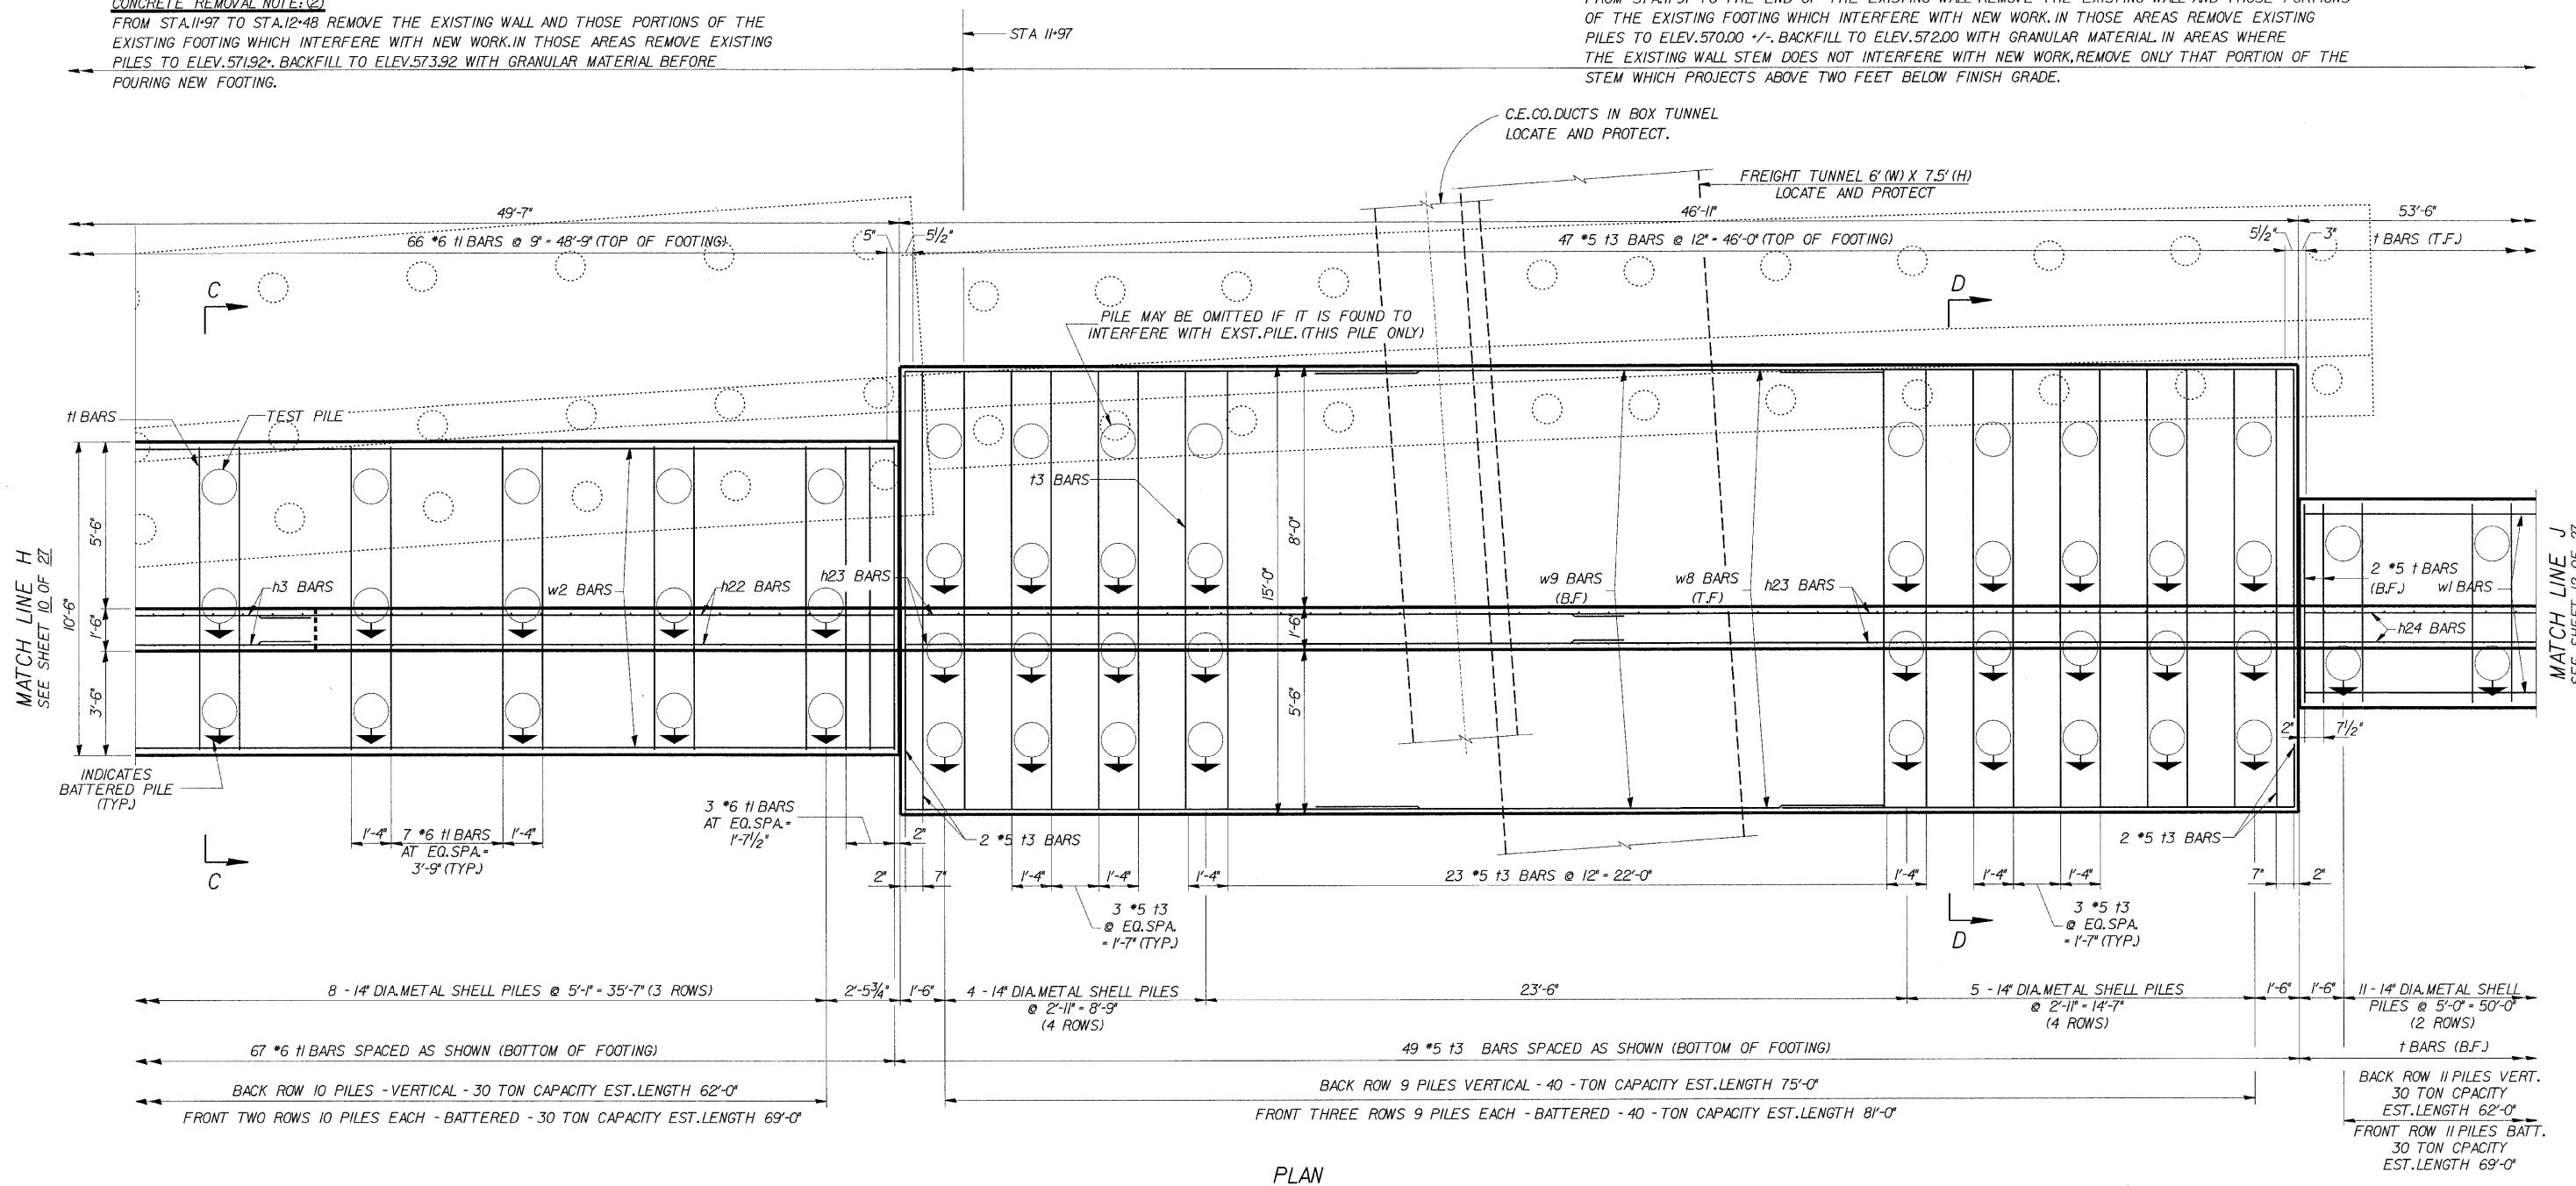 CONCRETE REMOVAL NOTE: (2)
FROM STA.11+97 TO STA.12+48 REMOVE THE EXISTING WALL AND THOSE PORTIONS OF THE
EXISTING FOOTING WHICH INTERFERE WITH NEW WORK. IN THOSE AREAS REMOVE EXISTING
PILES TO ELEV.571.92+. BACKFILL TO ELEV.573.92 WITH GRANULAR MATERIAL BEFORE
POURING NEW FOOTING.
STA 11+97
FROM STA.11+97 TO THE END OF THE EXISTING WALL REMOVE THE EXISTING WALL AND THOSE PORTIONS
OF THE EXISTING FOOTING WHICH INTERFERE WITH NEW WORK. IN THOSE AREAS REMOVE EXISTING
PILES TO ELEV.570.00 +/-. BACKFILL TO ELEV.572.00 WITH GRANULAR MATERIAL. IN AREAS WHERE
THE EXISTING WALL STEM DOES NOT INTERFERE WITH NEW WORK, REMOVE ONLY THAT PORTION OF THE
STEM WHICH PROJECTS ABOVE TWO FEET BELOW FINISH GRADE.
C.E.CO. DUCTS IN BOX TUNNEL
LOCATE AND PROTECT.
FREIGHT TUNNEL 6' (W) X 7.5' (H)
LOCATE AND PROTECT
49'-7"
46'-11"
53'-6"
66 #6 t1 BARS @ 9" = 48'-9" (TOP OF FOOTING)
5"
5½"
47 #5 t3 BARS @ 12" = 46'-0" (TOP OF FOOTING)
5½"
3"
t BARS (T.F.)
C
D
PILE MAY BE OMITTED IF IT IS FOUND TO
INTERFERE WITH EXST. PILE. (THIS PILE ONLY)
t1 BARS
TEST PILE
t3 BARS
MATCH LINE H
SEE SHEET 10 OF 27
10'-6"
5'-6"
1'-6"
3'-6"
h3 BARS
w2 BARS
h22 BARS
h23 BARS
15'-0"
8'-0"
1'-6"
5'-6"
w9 BARS
(B.F)
w8 BARS
(T.F)
h23 BARS
2 #5 t BARS
(B.F.)
w1 BARS
h24 BARS
MATCH LINE J
INDICATES
BATTERED PILE
(TYP.)
2"
7½"
1'-4"
7 #6 t1 BARS
AT EQ. SPA. =
3'-9" (TYP.)
1'-4"
3 #6 t1 BARS
AT EQ. SPA. =
1'-7½"
2"
2 #5 t3 BARS
2 #5 t3 BARS
C
2"
7"
1'-4"
1'-4"
1'-4"
23 #5 t3 BARS @ 12" = 22'-0"
1'-4"
1'-4"
1'-4"
7"
2"
3 #5 t3
@ EQ. SPA.
= 1'-7" (TYP.)
D
3 #5 t3
@ EQ. SPA.
= 1'-7" (TYP.)
8 - 14" DIA. METAL SHELL PILES @ 5'-1" = 35'-7" (3 ROWS)
2'-5¾"
1'-6"
4 - 14" DIA. METAL SHELL PILES
@ 2'-11" = 8'-9"
(4 ROWS)
23'-6"
5 - 14" DIA. METAL SHELL PILES
@ 2'-11" = 14'-7"
(4 ROWS)
1'-6"
1'-6"
11 - 14" DIA. METAL SHELL
PILES @ 5'-0" = 50'-0"
(2 ROWS)
67 #6 t1 BARS SPACED AS SHOWN (BOTTOM OF FOOTING)
49 #5 t3 BARS SPACED AS SHOWN (BOTTOM OF FOOTING)
t BARS (B.F.)
BACK ROW 10 PILES - VERTICAL - 30 TON CAPACITY EST. LENGTH 62'-0"
FRONT TWO ROWS 10 PILES EACH - BATTERED - 30 TON CAPACITY EST. LENGTH 69'-0"
BACK ROW 9 PILES VERTICAL - 40 - TON CAPACITY EST. LENGTH 75'-0"
FRONT THREE ROWS 9 PILES EACH - BATTERED - 40 - TON CAPACITY EST. LENGTH 81'-0"
BACK ROW 11 PILES VERT.
30 TON CPACITY
EST. LENGTH 62'-0"
FRONT ROW 11 PILES BATT.
30 TON CPACITY
EST. LENGTH 69'-0"
PLAN